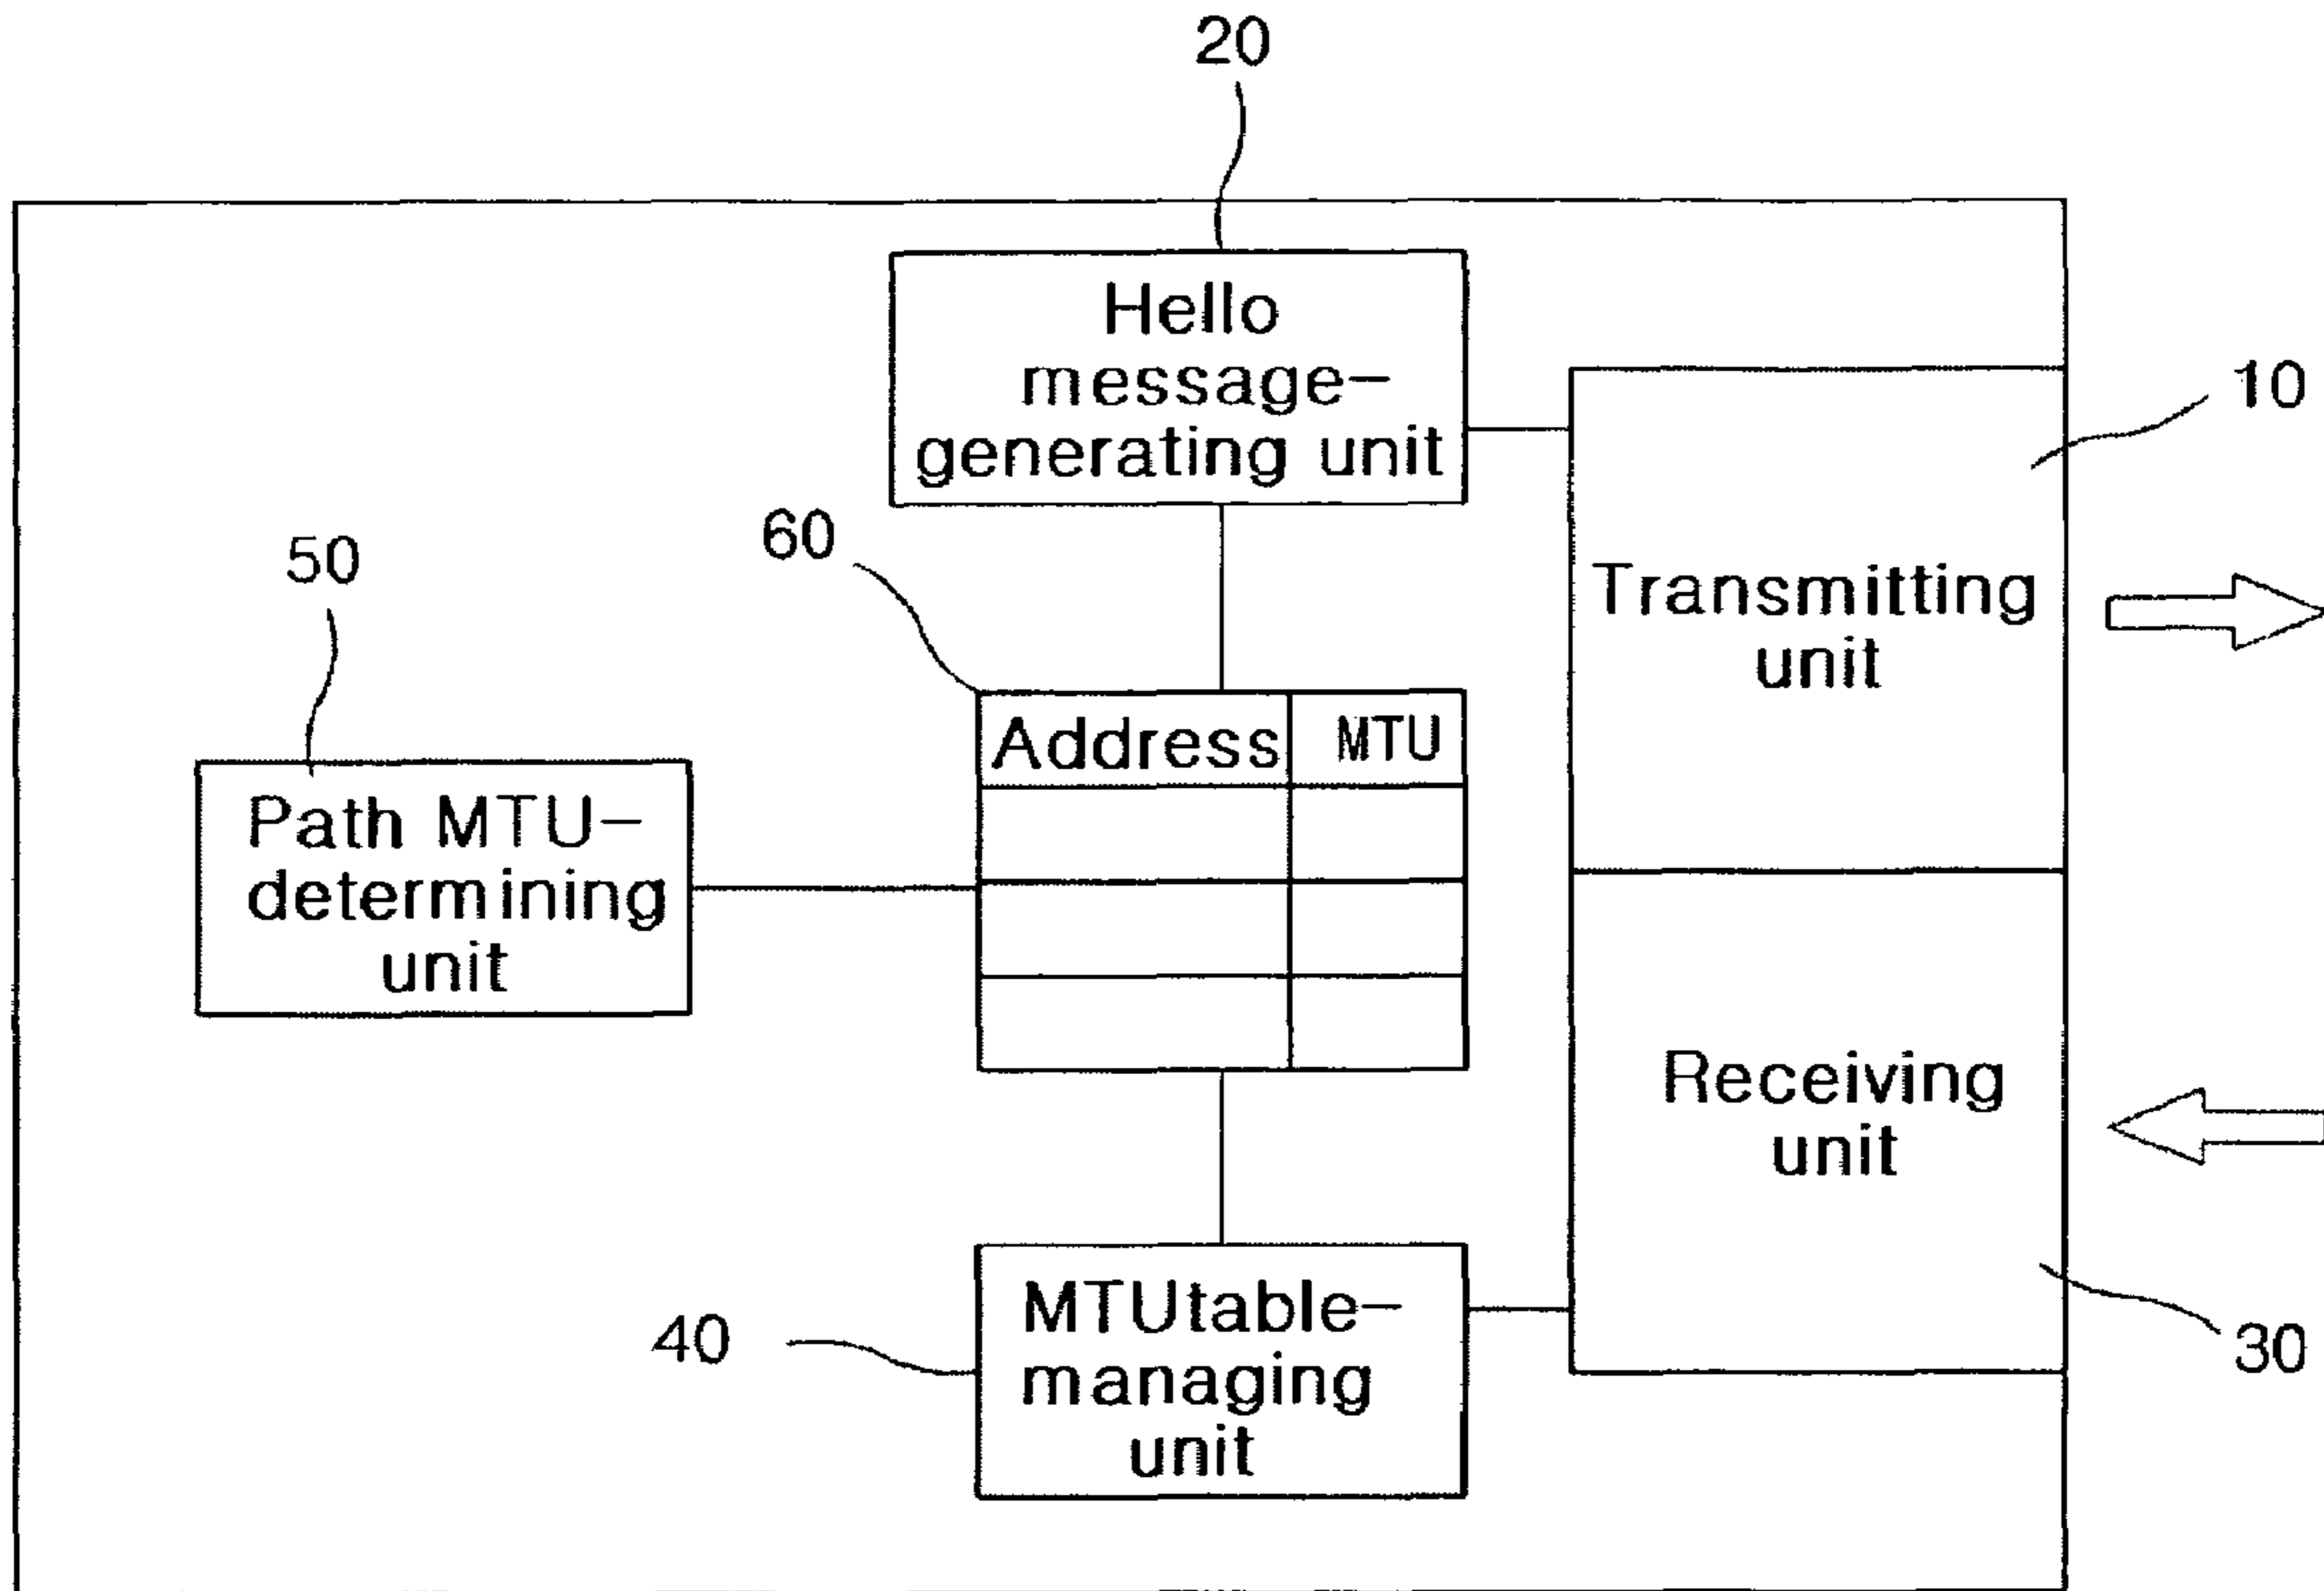 20
Hello
message-
generating unit
10
Transmitting
unit
60
50
Address MTU
Path MTU-
determining
unit
Receiving
unit
MTUtable-
managing
unit
40
30